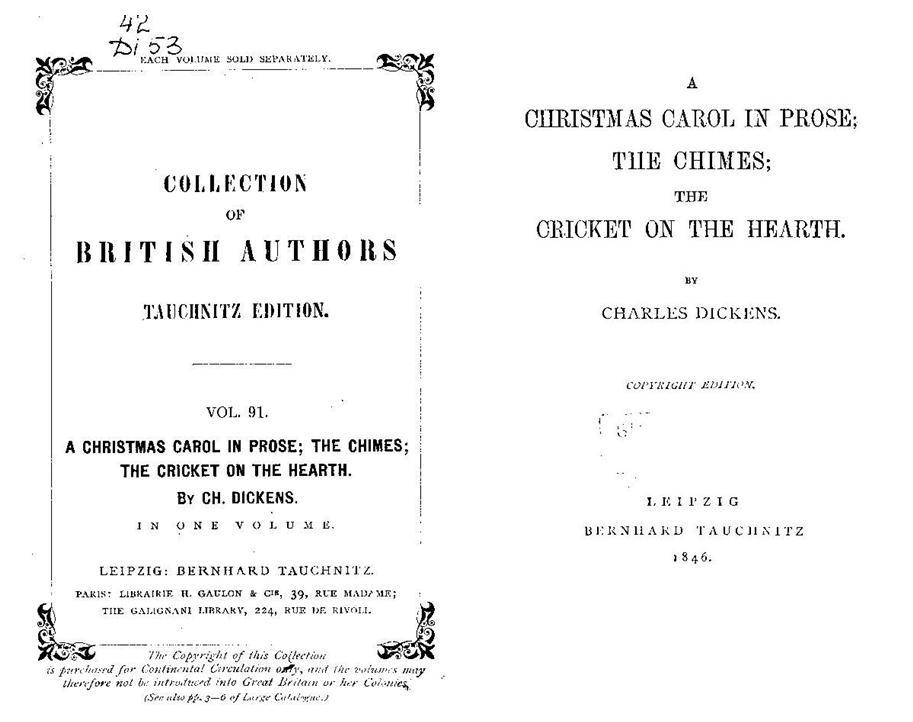 42
Di 53
EACH VOLUME SOLD SEPARATELY.
COLLECTION
OF
BRITISH AUTHORS
TAUCHNITZ EDITION.
VOL. 91.
A CHRISTMAS CAROL IN PROSE; THE CHIMES;
THE CRICKET ON THE HEARTH.
BY CH. DICKENS.
IN ONE VOLUME.
LEIPZIG: BERNHARD TAUCHNITZ.
PARIS: LIBRAIRIE H. GAULON & CIE, 39, RUE MADAME;
THE GALIGNANI LIBRARY, 224, RUE DE RIVOLI.
The Copyright of this Collection
is purchased for Continental Circulation only, and the volumes may
therefore not be introduced into Great Britain or her Colonies.
(See also pp. 3—6 of Large Catalogue.)
A
CHRISTMAS CAROL IN PROSE;
THE CHIMES;
THE
CRICKET ON THE HEARTH.
BY
CHARLES DICKENS.
COPYRIGHT EDITION.
LEIPZIG
BERNHARD TAUCHNITZ
1846.